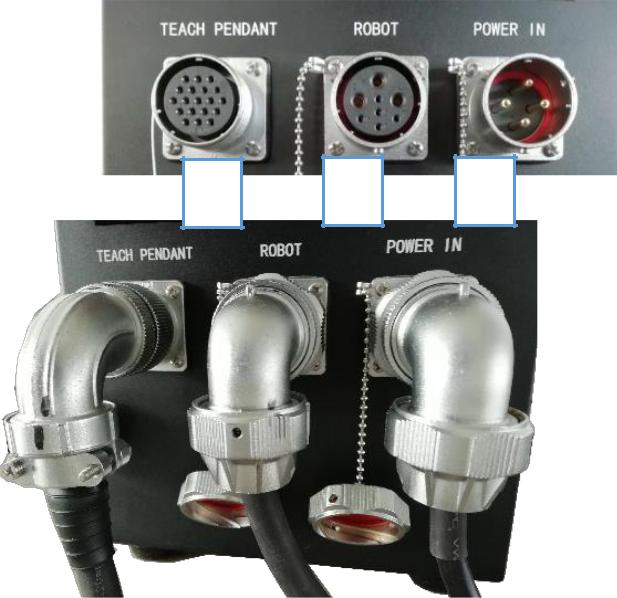 TEACH PENDANT
ROBOT
POWER IN
TEACH PENDANT
ROBOT
POWER IN